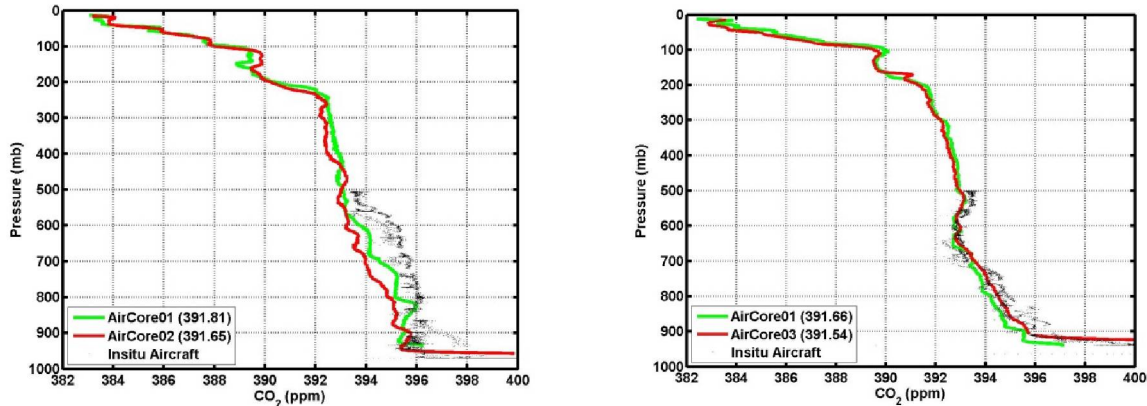 0
100
200
300
400
500
600
700
800
900
1000
Pressure (mb)
AirCore01 (391.81)
AirCore02 (391.65)
Insitu Aircraft
382 384 386 388 390 392 394 396 398 400
CO2 (ppm)
0
100
200
300
400
500
600
700
800
900
1000
Pressure (mb)
AirCore01 (391.66)
AirCore03 (391.54)
Insitu Aircraft
382 384 386 388 390 392 394 396 398 400
CO2 (ppm)